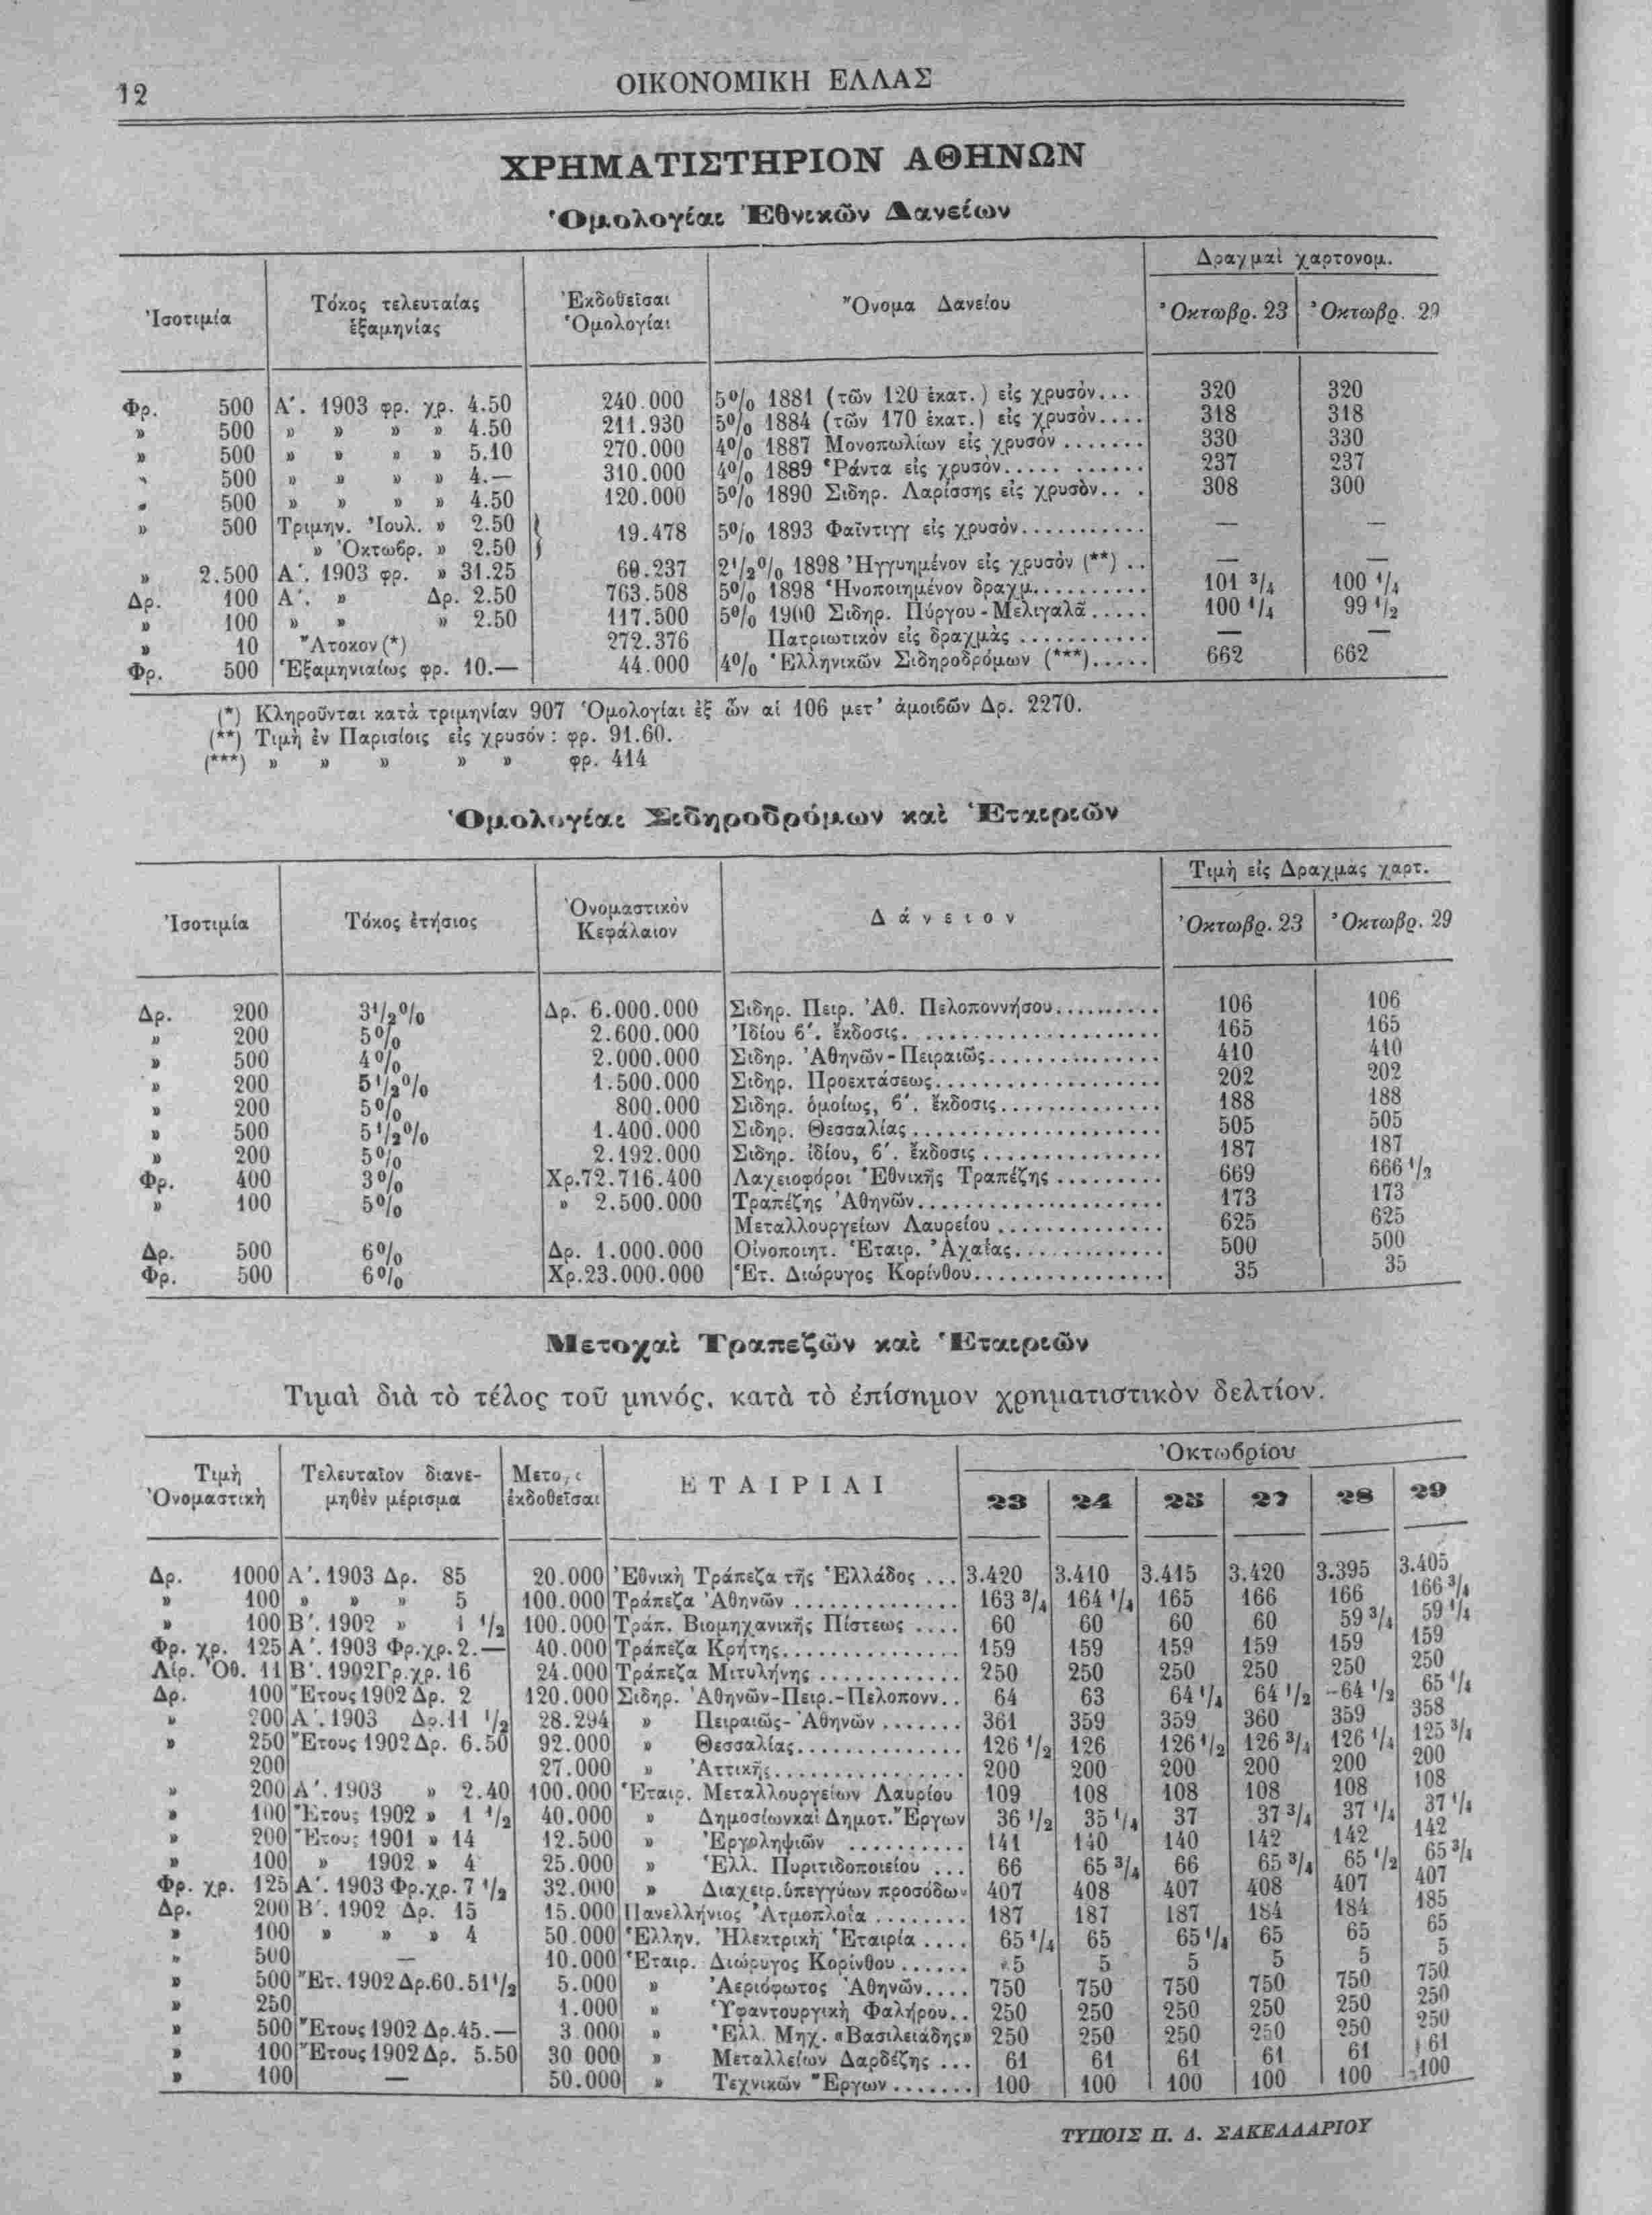 12
ΟΙΚΟΝΟΜΙΚΗ ΕΛΛΑΣ
ΧΡΗΜΑΤΙΣΤΗΡΙΟΝ ΑΘΗΝΩΝ
Ὁμολογίαι Ἐθνικῶν Δανείων
Ἰσοτιμία Τόκος τελευταίας ἑξαμηνίας Ἐκδοθεῖσαι Ὁμολογίαι Ὄνομα Δανείου Δραχμαὶ χαρτονομ. Ὀκτωβρ. 23 Ὀκτωβρ. 29
Φρ. 500 Α΄. 1903 φρ. χρ. 4.50 240.000 5% 1881 (τῶν 120 ἑκατ.) εἰς χρυσόν... 320 320
» 500 » » » » 4.50 211.930 5% 1884 (τῶν 170 ἑκατ.) εἰς χρυσόν.... 318 318
» 500 » » » » 5.10 270.000 4% 1887 Μονοπωλίων εἰς χρυσόν ....... 330 330
» 500 » » » » 4.— 310.000 4% 1889 Ῥάντα εἰς χρυσόν........... 237 237
» 500 » » » » 4.50 120.000 5% 1890 Σιδηρ. Λαρίσσης εἰς χρυσὸν.. . 308 300
» 500 Τριμην. Ἰουλ. » 2.50
» Ὀκτωβρ. » 2.50 } 19.478 5% 1893 Φαΐντιγγ εἰς χρυσόν........... — —
» 2.500 Α΄. 1903 φρ. » 31.25 60.237 2 1/2% 1898 Ἠγγυημένον εἰς χρυσὸν (**) .. — —
Δρ. 100 Α΄. » Δρ. 2.50 763.508 5% 1898 Ἡνοποιημένον δραχμ.......... 101 3/4 100 1/4
» 100 » » » 2.50 117.500 5% 1900 Σιδηρ. Πύργου-Μελιγαλᾶ..... 100 1/4 99 1/2
» 10 Ἄτοκον (*) 272.376 Πατριωτικὸν εἰς δραχμὰς ........... — —
Φρ. 500 Ἑξαμηνιαίως φρ. 10.— 44.000 4% Ἑλληνικῶν Σιδηροδρόμων (***)..... 662 662
(*) Κληροῦνται κατὰ τριμηνίαν 907 Ὁμολογίαι ἐξ ὧν αἱ 106 μετ᾽ ἀμοιβῶν Δρ. 2270.
(**) Τιμὴ ἐν Παρισίοις εἰς χρυσόν: φρ. 91.60.
(***) » » » » » φρ. 414
Ὁμολογίαι Σιδηροδρόμων καὶ Ἑταιριῶν
Ἰσοτιμία Τόκος ἐτήσιος Ὀνομαστικὸν Κεφάλαιον Δάνειον Τιμὴ εἰς Δραχμὰς χαρτ. Ὀκτωβρ. 23 Ὀκτωβρ. 29
Δρ. 200 3 1/2% Δρ. 6.000.000 Σιδηρ. Πειρ. Ἀθ. Πελοποννήσου.......... 106 106
» 200 5% 2.600.000 Ἰδίου β΄. ἔκδοσις..................... 165 165
» 500 4% 2.000.000 Σιδηρ. Ἀθηνῶν-Πειραιῶς............... 410 410
» 200 5 1/2% 1.500.000 Σιδηρ. Προεκτάσεως................... 202 202
» 200 5% 800.000 Σιδηρ. ὁμοίως, β΄. ἔκδοσις.............. 188 188
» 500 5 1/2% 1.400.000 Σιδηρ. Θεσσαλίας..................... 505 505
» 200 5% 2.192.000 Σιδηρ. ἰδίου, β΄. ἔκδοσις ............... 187 187
Φρ. 400 3% Χρ.72.716.400 Λαχειοφόροι Ἐθνικῆς Τραπέζης ......... 669 666 1/2
» 100 5% » 2.500.000 Τραπέζης Ἀθηνῶν..................... 173 173
Μεταλλουργείων Λαυρείου .............. 625 625
Δρ. 500 6% Δρ. 1.000.000 Οἰνοποιητ. Ἑταιρ. Ἀχαΐας............. 500 500
Φρ. 500 6% Χρ.23.000.000 Ἑτ. Διώρυγος Κορίνθου................ 35 35
Μετοχαὶ Τραπεζῶν καὶ Ἑταιριῶν
Τιμαὶ διὰ τὸ τέλος τοῦ μηνός, κατὰ τὸ ἐπίσημον χρηματιστικὸν δελτίον.
Τιμὴ Ὀνομαστικὴ Τελευταῖον διανεμηθὲν μέρισμα Μετοχ. ἐκδοθεῖσαι ΕΤΑΙΡΙΑΙ Ὀκτωβρίου 23 24 25 27 28 29
Δρ. 1000 Α΄. 1903 Δρ. 85 20.000 Ἐθνικὴ Τράπεζα τῆς Ἑλλάδος ... 3.420 3.410 3.415 3.420 3.395 3.405
» 100 » » » 5 100.000 Τράπεζα Ἀθηνῶν .............. 163 3/4 164 1/4 165 166 166 166 3/4
» 100 Β΄. 1902 » 1 1/2 100.000 Τράπ. Βιομηχανικῆς Πίστεως .... 60 60 60 60 59 3/4 59 1/4
Φρ. χρ. 125 Α΄. 1903 Φρ.χρ. 2.— 40.000 Τράπεζα Κρήτης............... 159 159 159 159 159 159
Λίρ. Ὀθ. 11 Β΄. 1902 Γρ.χρ. 16 24.000 Τράπεζα Μιτυλήνης ............ 250 250 250 250 250 250
Δρ. 100 Ἔτους 1902 Δρ. 2 120.000 Σιδηρ. Ἀθηνῶν-Πειρ.-Πελοπονν.. 64 63 64 1/4 64 1/2 64 1/2 65 1/4
» 200 Α΄. 1903 Δρ. 11 1/2 28.294 » Πειραιῶς-Ἀθηνῶν ....... 361 359 359 360 359 358
» 250 Ἔτους 1902 Δρ. 6.50 92.000 » Θεσσαλίας.............. 126 1/2 126 126 1/2 126 3/4 126 1/4 125 3/4
200 27.000 » Ἀττικῆς................ 200 200 200 200 200 200
» 200 Α΄. 1903 » 2.40 100.000 Ἑταιρ. Μεταλλουργείων Λαυρίου 109 108 108 108 108 108
» 100 Ἔτους 1902 » 1 1/2 40.000 » Δημοσίων καὶ Δημοτ. Ἔργων 36 1/2 35 1/4 37 37 3/4 37 1/4 37 1/4
» 200 Ἔτους 1901 » 14 12.500 » Ἐργοληψιῶν .......... 141 140 140 142 142 142
» 100 » 1902 » 4 25.000 » Ἑλλ. Πυριτιδοποιείου ... 66 65 3/4 66 65 3/4 65 1/2 65 3/4
Φρ. χρ. 125 Α΄. 1903 Φρ.χρ. 7 1/2 32.000 » Διαχειρ. ὑπεγγύων προσόδων 407 408 407 408 407 407
Δρ. 200 Β΄. 1902 Δρ. 15 15.000 Πανελλήνιος Ἀτμοπλοΐα ........ 187 187 187 184 184 185
» 100 » » » 4 50.000 Ἑλλην. Ἠλεκτρικὴ Ἑταιρία .... 65 1/4 65 65 1/4 65 65 65
» 500 — 10.000 Ἑταιρ. Διώρυγος Κορίνθου ...... 5 5 5 5 5 5
» 500 Ἔτ. 1902 Δρ. 60.51 1/2 5.000 » Ἀεριόφωτος Ἀθηνῶν.... 750 750 750 750 750 750
» 250 1.000 » Ὑφαντουργικὴ Φαλήρου.. 250 250 250 250 250 250
» 500 Ἔτους 1902 Δρ. 45.— 3.000 » Ἑλλ. Μηχ. «Βασιλειάδης» 250 250 250 250 250 250
» 100 Ἔτους 1902 Δρ. 5.50 30.000 » Μεταλλείων Δαρδέζης ... 61 61 61 61 61 61
» 100 — 50.000 » Τεχνικῶν Ἔργων ....... 100 100 100 100 100 100
ΤΥΠΟΙΣ Π. Δ. ΣΑΚΕΛΛΑΡΙΟΥ